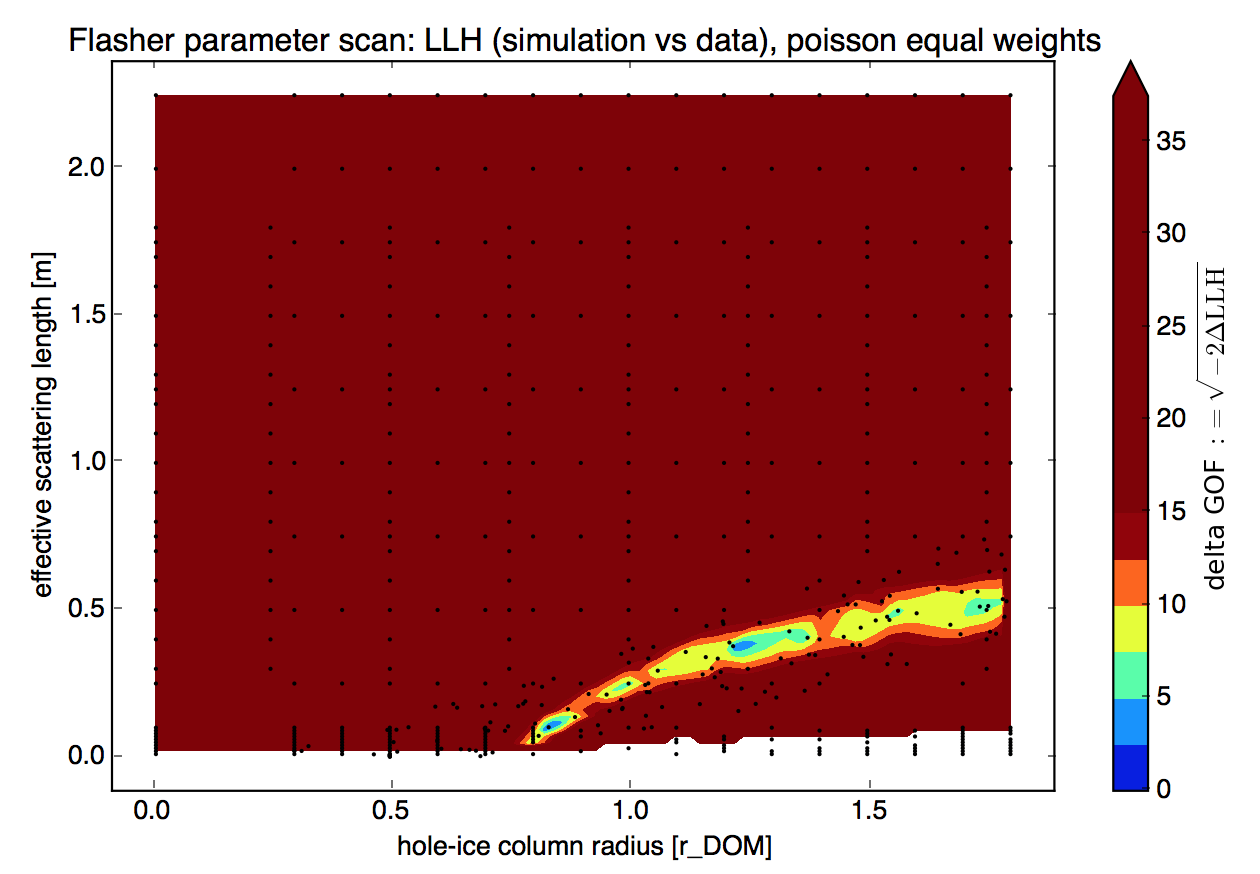 Flasher parameter scan: LLH (simulation vs data), poisson equal weights
effective scattering length [m]
2.0
1.5
1.0
0.5
0.0
0.0 0.5 1.0 1.5
hole-ice column radius [r_DOM]
35
30
25
20
15
10
5
0
delta GOF := √−2ΔLLH